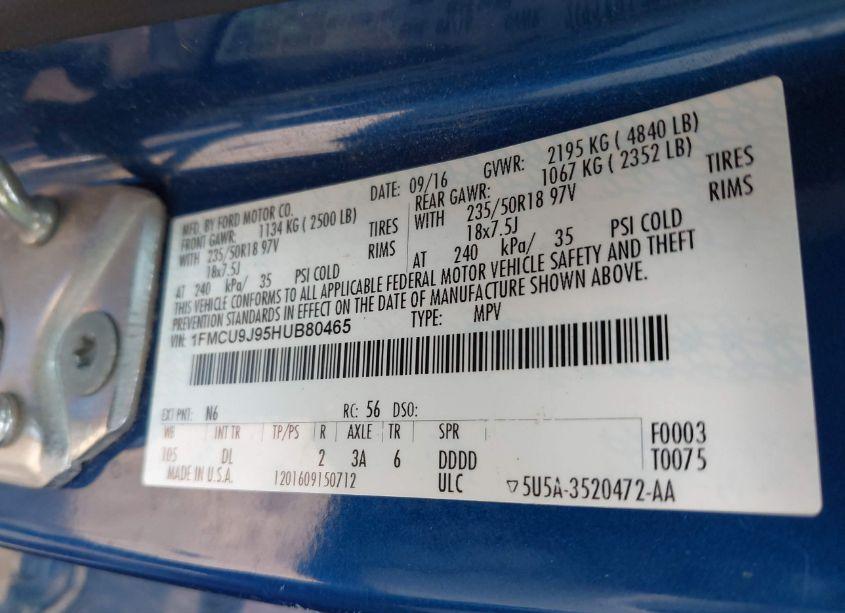 MFD. BY FORD MOTOR CO.
DATE: 09/16 GVWR: 2195 KG ( 4840 LB)
FRONT GAWR: 1134 KG ( 2500 LB)
REAR GAWR: 1067 KG ( 2352 LB)
WITH 235/50R18 97V TIRES
WITH 235/50R18 97V TIRES
18x7.5J RIMS
18x7.5J RIMS
AT 240 kPa/ 35 PSI COLD
AT 240 kPa/ 35 PSI COLD
THIS VEHICLE CONFORMS TO ALL APPLICABLE FEDERAL MOTOR VEHICLE SAFETY AND THEFT
PREVENTION STANDARDS IN EFFECT ON THE DATE OF MANUFACTURE SHOWN ABOVE.
VIN: 1FMCU9J95HUB80465 TYPE: MPV
EXT PNT: N6 RC: 56 DSO:
WB INT TR TP/PS R AXLE TR SPR F0003
105 DL 2 3A 6 DDDD T0075
MADE IN U.S.A. 1201609150712 ULC ▽5U5A-3520472-AA